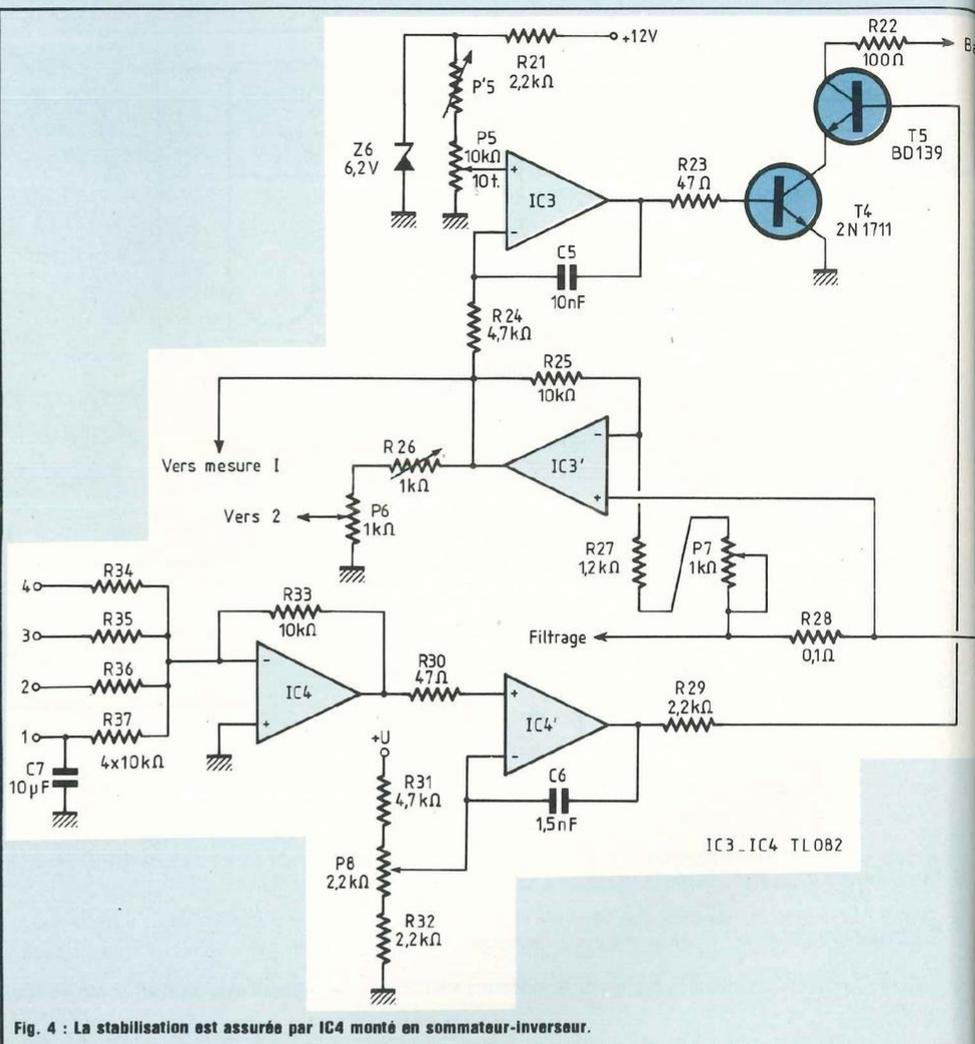 R22
100Ω
+12V
R21
2,2kΩ
P'5
P5
10kΩ
10t.
Z6
6,2V
+
IC3
-
R23
47Ω
T5
BD139
T4
2N1711
C5
10nF
R24
4,7kΩ
R25
10kΩ
Vers mesure I
R26
1kΩ
-
IC3'
+
Vers 2
P6
1kΩ
R27
1,2kΩ
P7
1kΩ
4
R34
R33
10kΩ
Filtrage
R28
0,1Ω
3
R35
2
R36
-
IC4
+
R30
47Ω
+
IC4'
-
R29
2,2kΩ
1
R37
4x10kΩ
C7
10µF
+U
R31
4,7kΩ
C6
1,5nF
P8
2,2kΩ
IC3_IC4 TL082
R32
2,2kΩ
Fig. 4 : La stabilisation est assurée par IC4 monté en sommateur-inverseur.